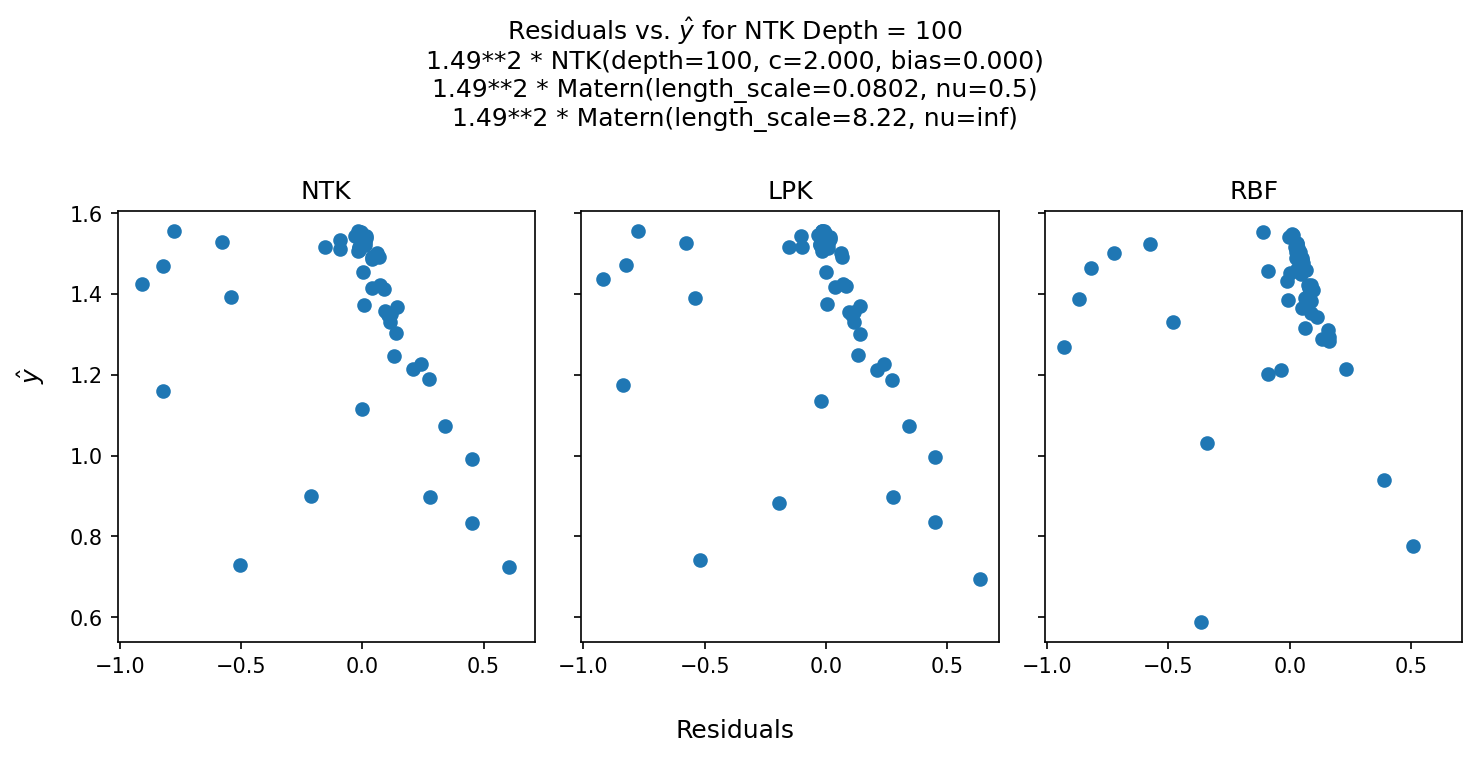 Residuals vs. ŷ for NTK Depth = 100
1.49**2 * NTK(depth=100, c=2.000, bias=0.000)
1.49**2 * Matern(length_scale=0.0802, nu=0.5)
1.49**2 * Matern(length_scale=8.22, nu=inf)
NTK LPK RBF
1.6
1.4
1.2
1.0
0.8
0.6
ŷ
−1.0 −0.5 0.0 0.5 −1.0 −0.5 0.0 0.5 −1.0 −0.5 0.0 0.5
Residuals